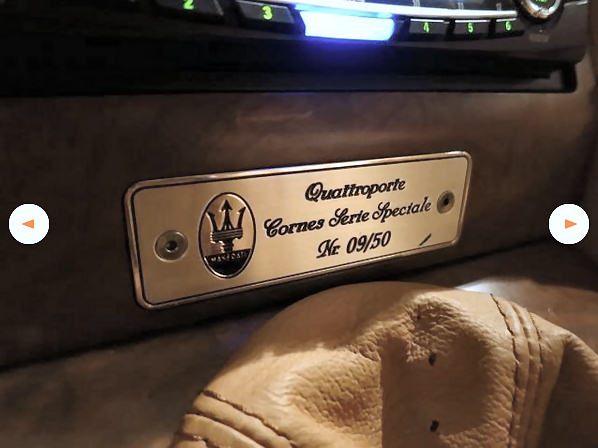 2
3
4
5
6
Quattroporte
Cornes Serie Speciale
Nr 09/50
MASERATI